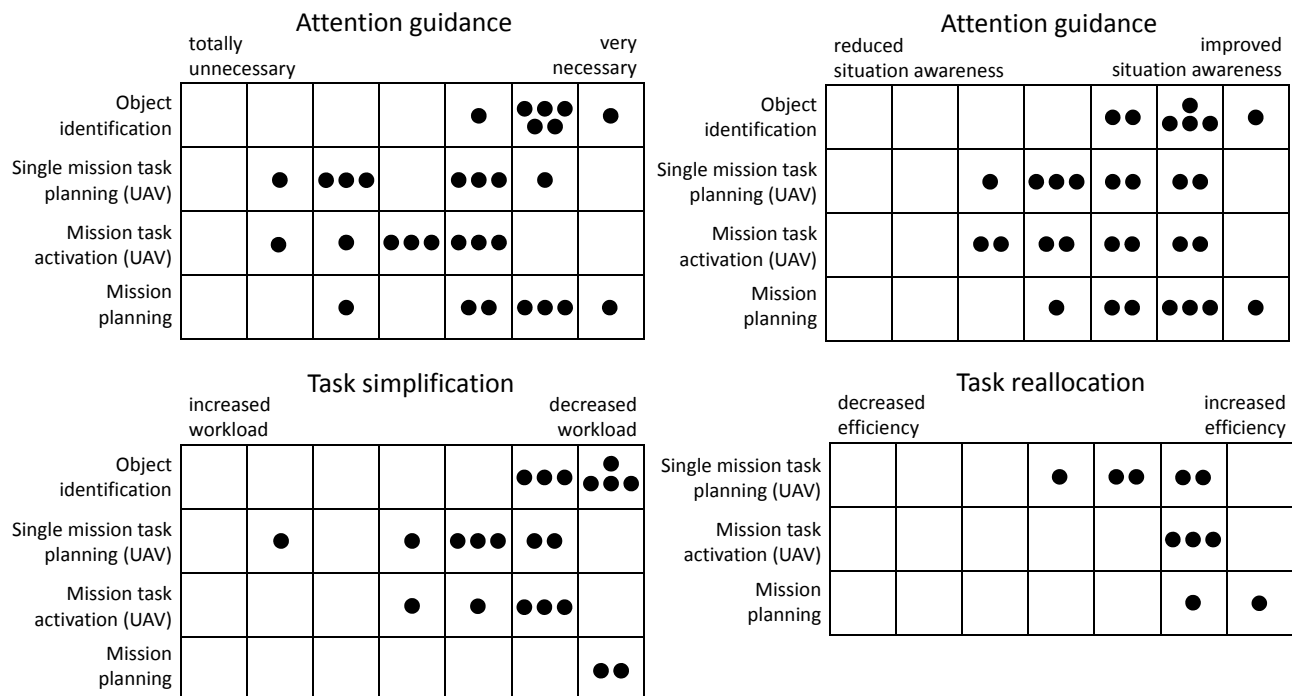 Attention guidance
totally
unnecessary
very
necessary
Object
identification
Single mission task
planning (UAV)
Mission task
activation (UAV)
Mission
planning
Attention guidance
reduced
situation awareness
improved
situation awareness
Object
identification
Single mission task
planning (UAV)
Mission task
activation (UAV)
Mission
planning
Task simplification
increased
workload
decreased
workload
Object
identification
Single mission task
planning (UAV)
Mission task
activation (UAV)
Mission
planning
Task reallocation
decreased
efficiency
increased
efficiency
Single mission task
planning (UAV)
Mission task
activation (UAV)
Mission
planning